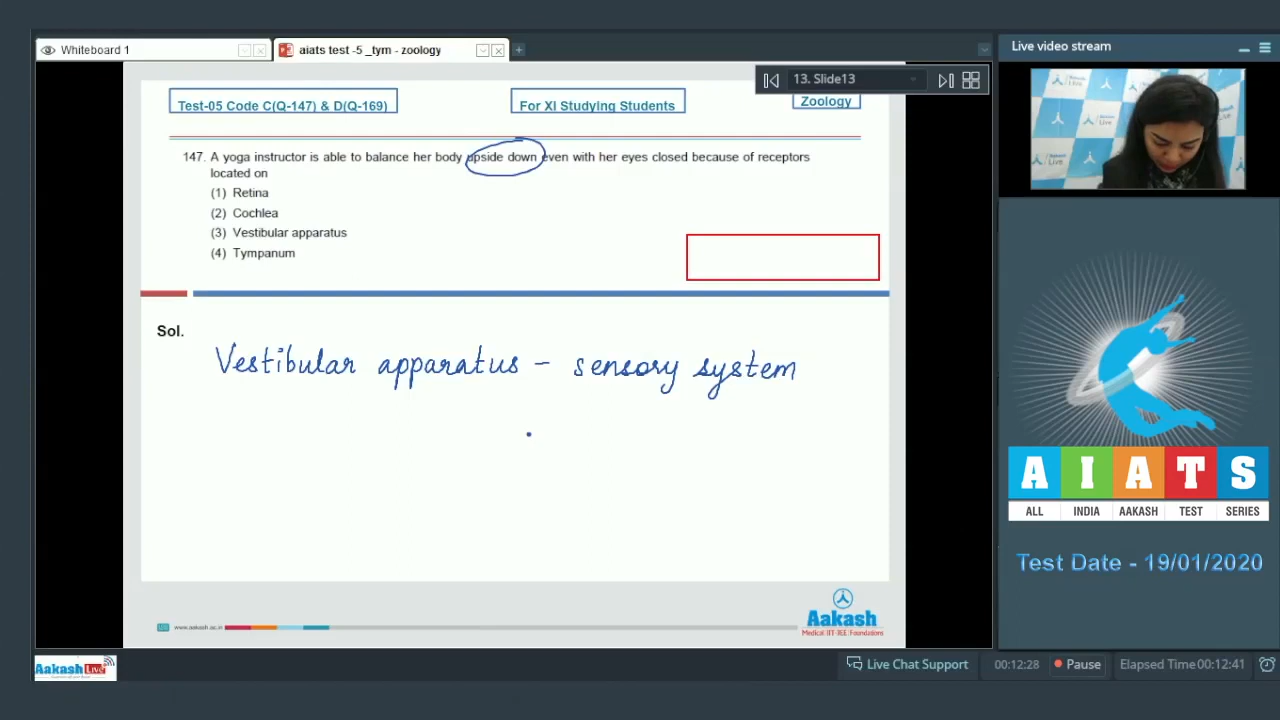 Whiteboard 1
aiats test -5 _tym - zoology
Live video stream
13. Slide13
Test-05 Code C(Q-147) & D(Q-169)
For XI Studying Students
Zoology
147. A yoga instructor is able to balance her body upside down even with her eyes closed because of receptors
located on
(1) Retina
(2) Cochlea
(3) Vestibular apparatus
(4) Tympanum
Sol.
Vestibular apparatus - sensory system
A I A T S
ALL INDIA AAKASH TEST SERIES
Test Date - 19/01/2020
www.aakash.ac.in
Aakash
Medical | IIT-JEE | Foundations
Aakash Live
Live Chat Support
00:12:28
Pause
Elapsed Time 00:12:41